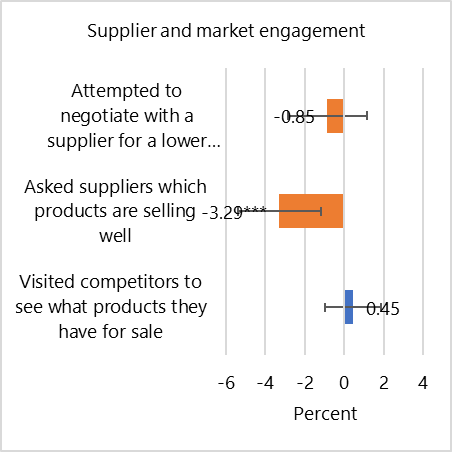 Supplier and market engagement
Attempted to
negotiate with a
supplier for a lower...
-0.85
Asked suppliers which
products are selling
well
-3.29***
Visited competitors to
see what products they
have for sale
0.45
-6 -4 -2 0 2 4
Percent